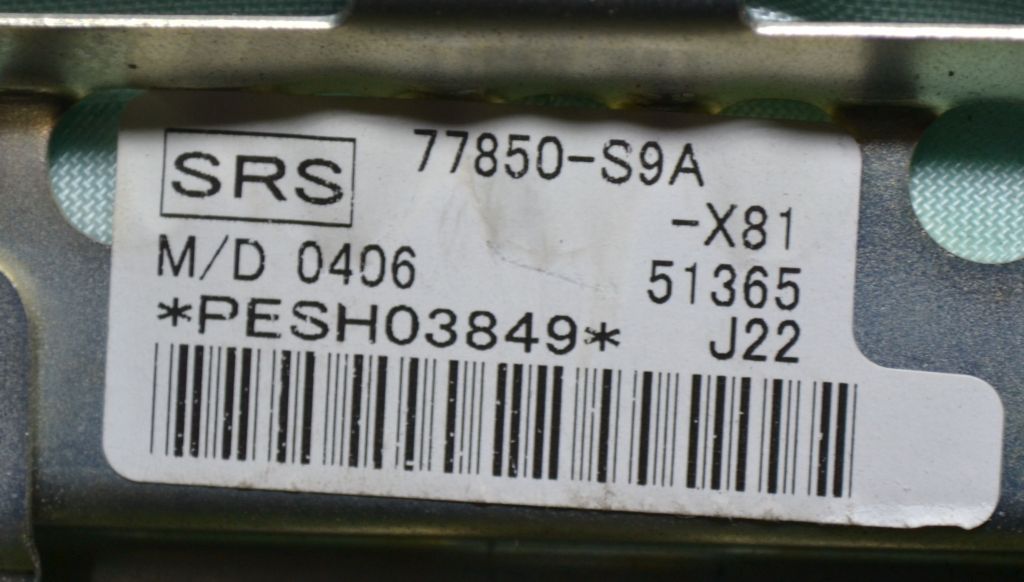 SRS 77850-S9A
-X81
M/D 0406 51365
*PESH03849* J22